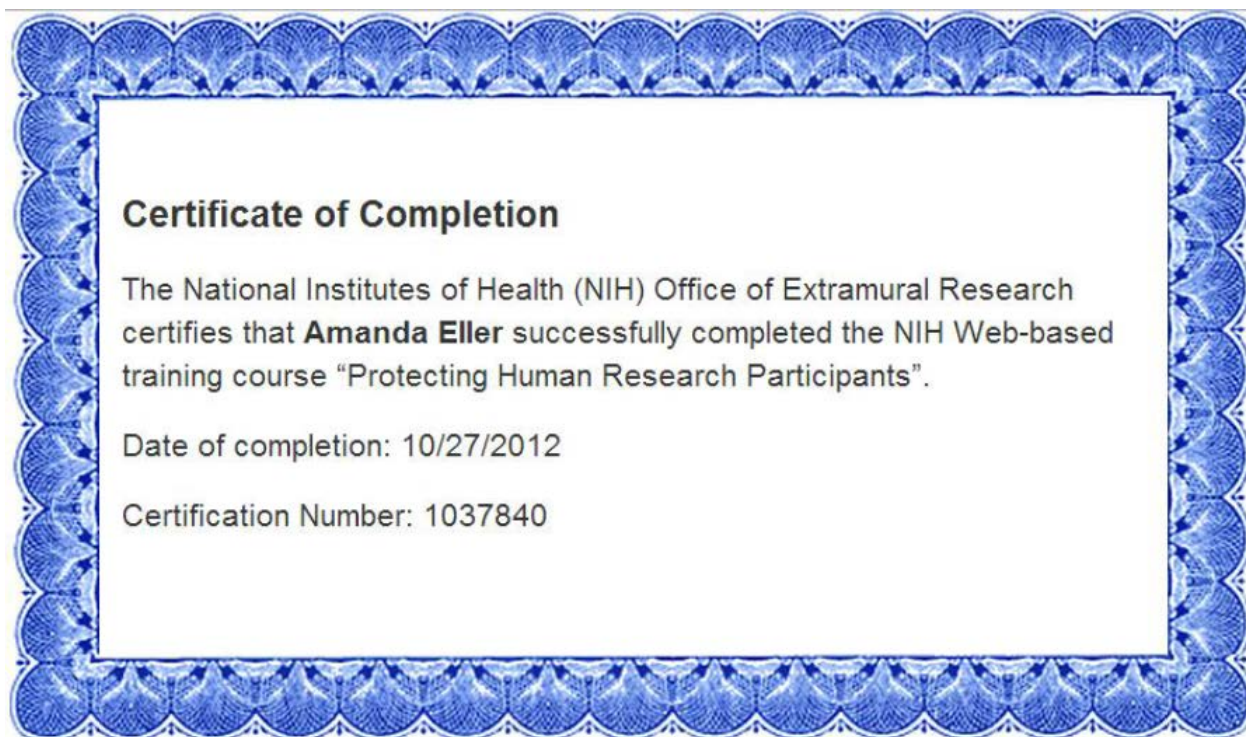 Certificate of Completion
The National Institutes of Health (NIH) Office of Extramural Research
certifies that Amanda Eller successfully completed the NIH Web-based
training course “Protecting Human Research Participants”.
Date of completion: 10/27/2012
Certification Number: 1037840